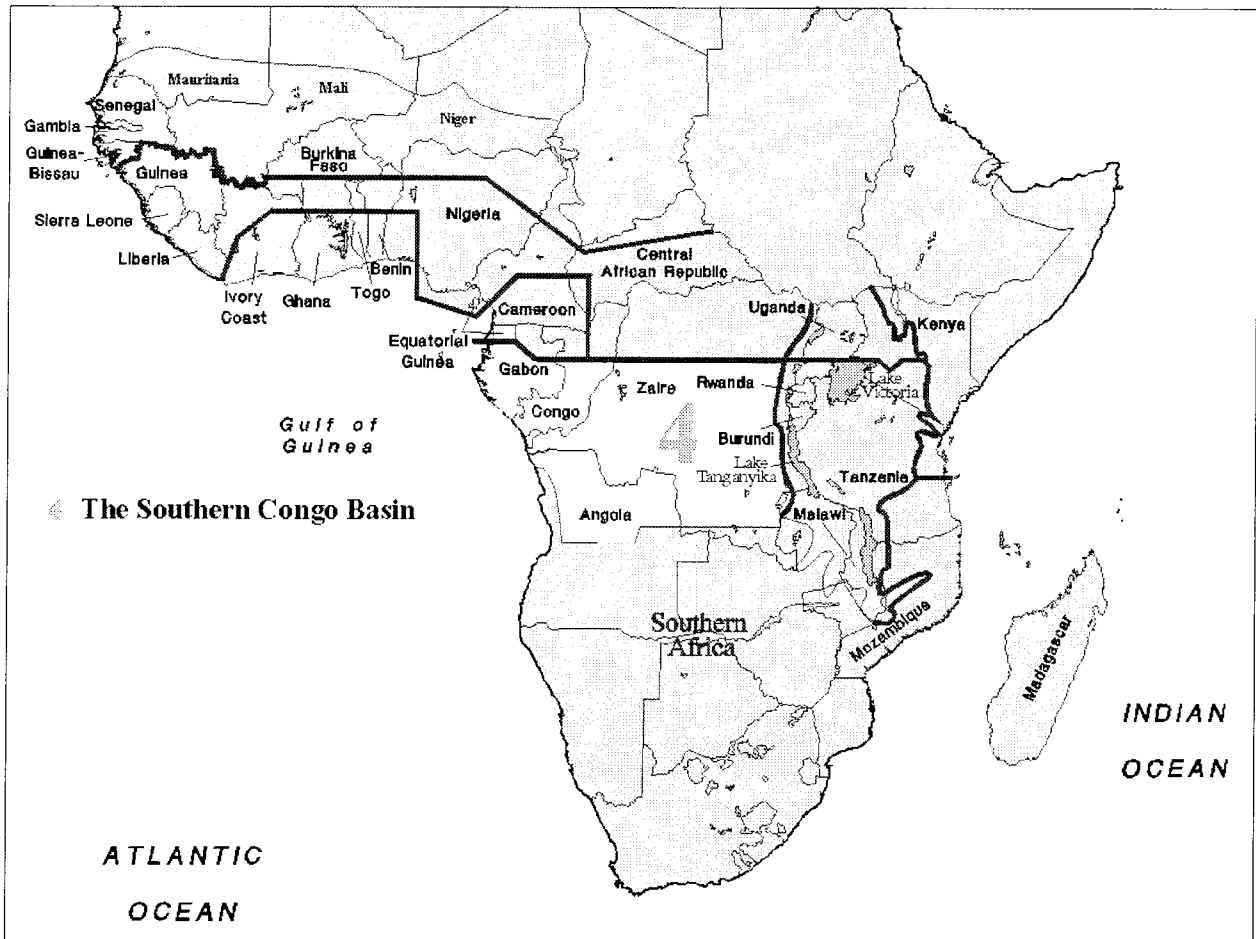 Mauritania
Mali
Niger
Senegal
Gambia
Guinea-
Bissau
Guinea
Burkina
Faso
Sierra Leone
Nigeria
Liberia
Ivory
Coast
Ghana
Togo
Benin
Central
African Republic
Cameroon
Uganda
Kenya
Equatorial
Guinea
Gabon
Zaire
Rwanda
Lake
Victoria
Congo
4
Gulf of
Guinea
Burundi
Lake
Tanganyika
Tanzania
4 The Southern Congo Basin
Angola
Malawi
Southern
Africa
Mozambique
Madagascar
INDIAN
OCEAN
ATLANTIC
OCEAN